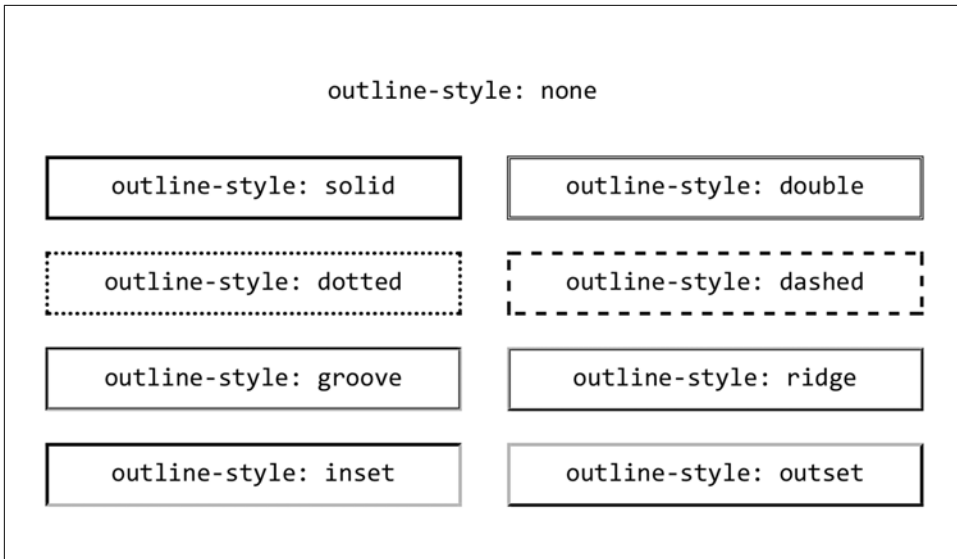 outline-style: none
outline-style: solid
outline-style: double
outline-style: dotted
outline-style: dashed
outline-style: groove
outline-style: ridge
outline-style: inset
outline-style: outset